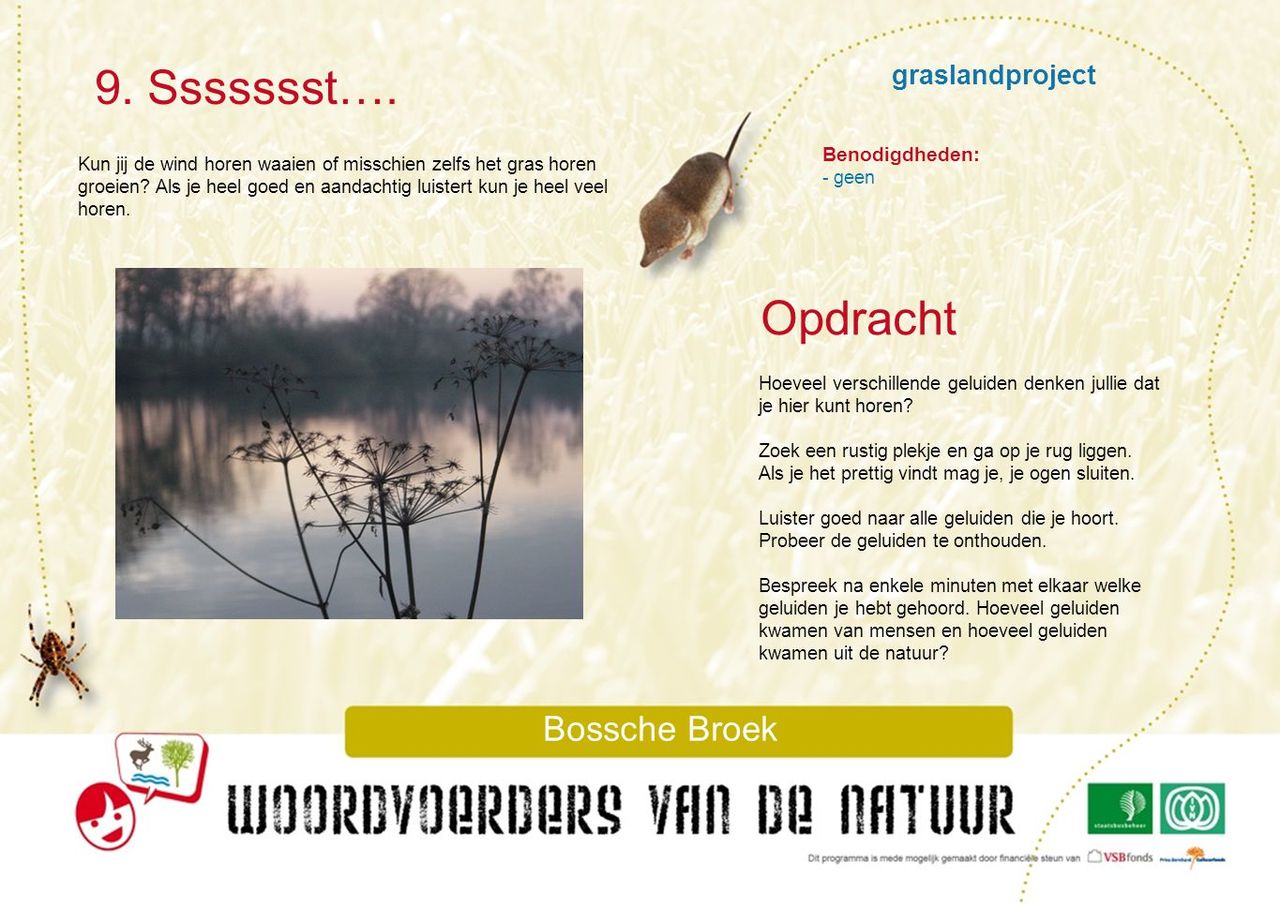 9. Ssssssst….
Kun jij de wind horen waaien of misschien zelfs het gras horen
groeien? Als je heel goed en aandachtig luistert kun je heel veel
horen.
graslandproject
Benodigdheden:
- geen
Opdracht
Hoeveel verschillende geluiden denken jullie dat
je hier kunt horen?
Zoek een rustig plekje en ga op je rug liggen.
Als je het prettig vindt mag je, je ogen sluiten.
Luister goed naar alle geluiden die je hoort.
Probeer de geluiden te onthouden.
Bespreek na enkele minuten met elkaar welke
geluiden je hebt gehoord. Hoeveel geluiden
kwamen van mensen en hoeveel geluiden
kwamen uit de natuur?
Bossche Broek
WOORDVOERDERS VAN DE NATUUR
staatsbosbeheer
IVN
Dit programma is mede mogelijk gemaakt door financiële steun van
VSBfonds
Prins Bernhard Cultuurfonds